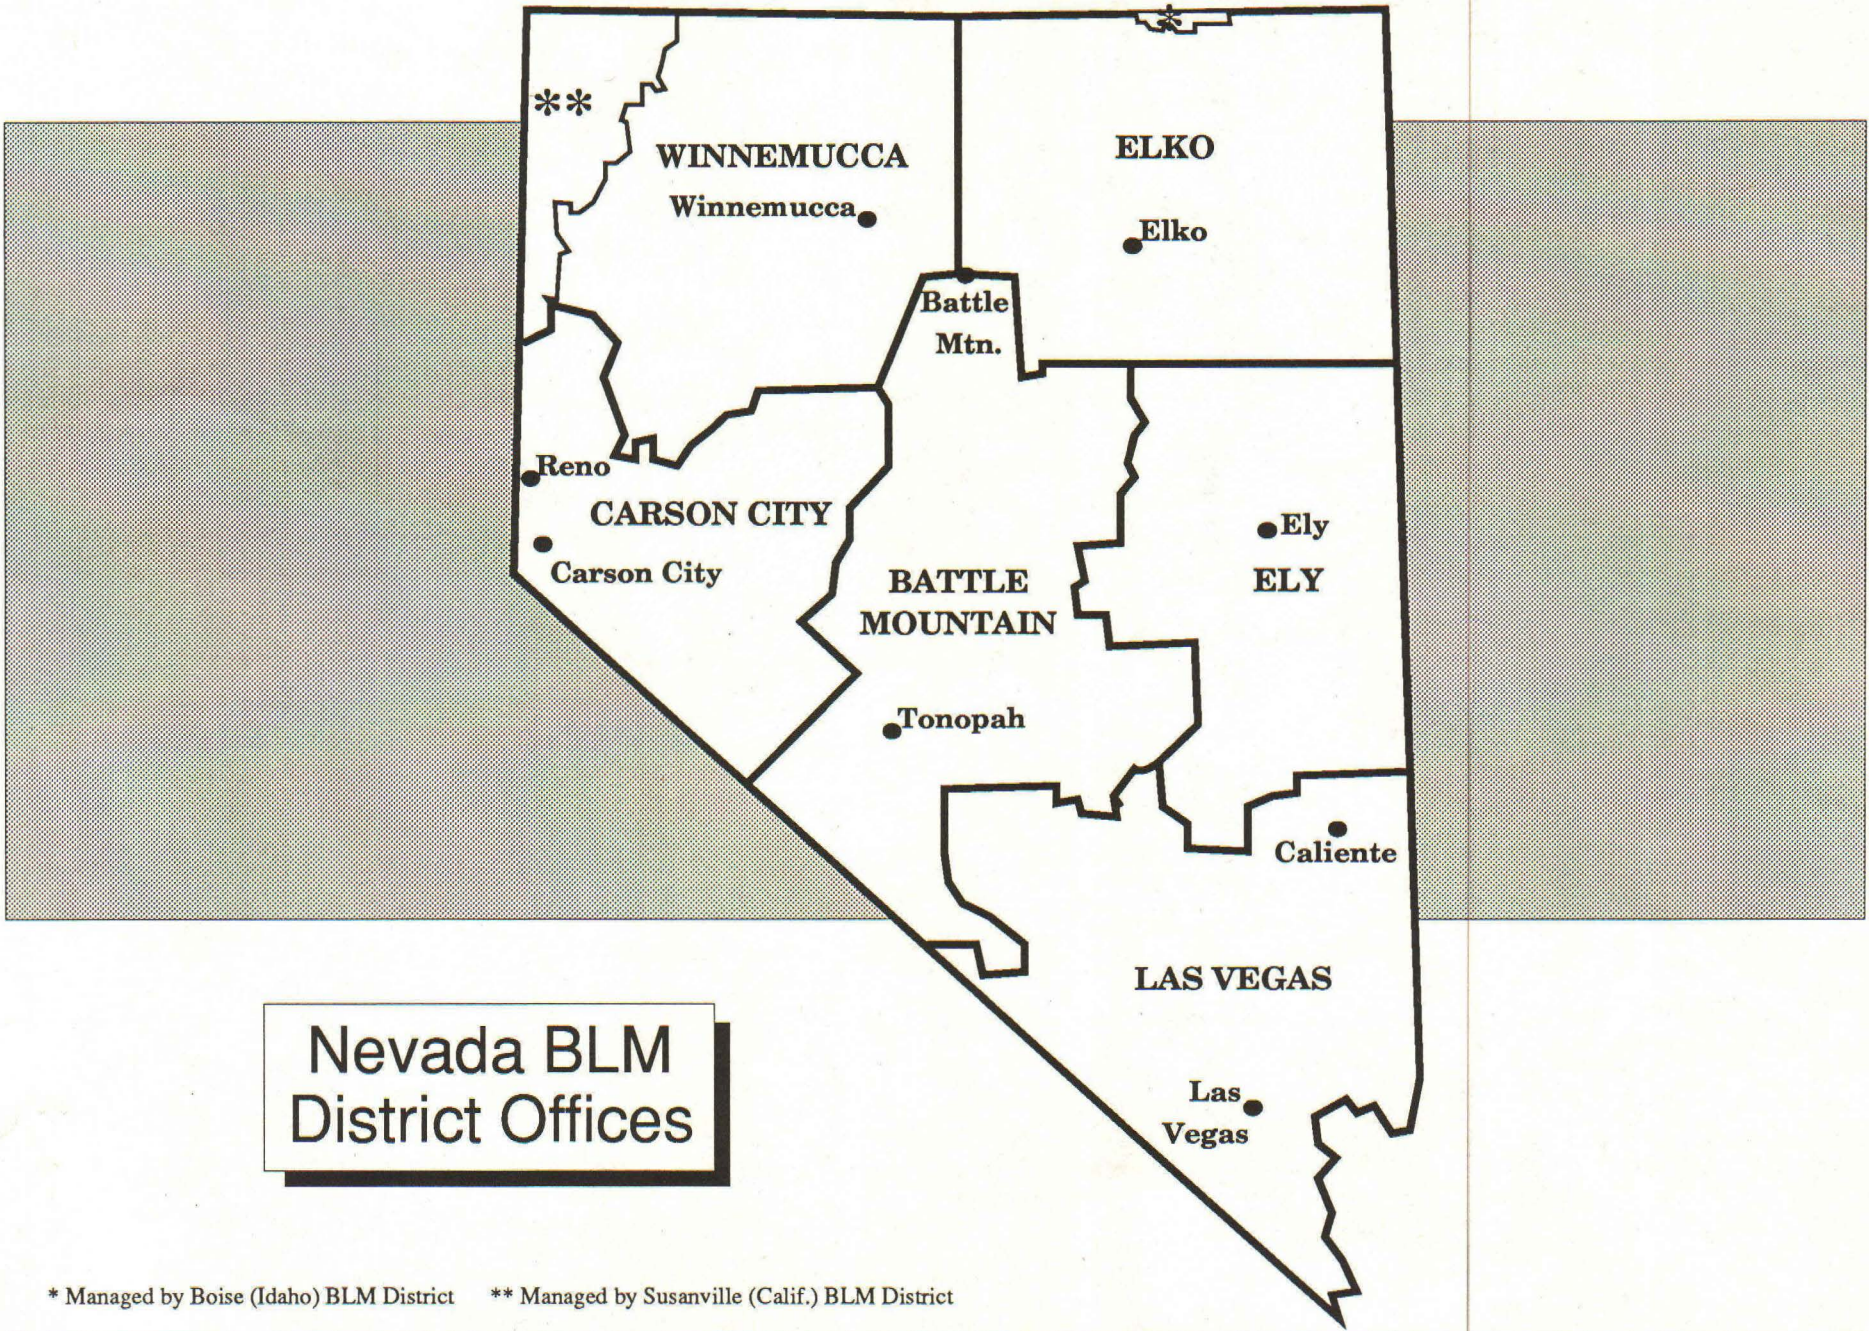 *
**
WINNEMUCCA
Winnemucca
ELKO
Elko
Battle
Mtn.
Reno
CARSON CITY
Carson City
Ely
ELY
BATTLE
MOUNTAIN
Tonopah
Caliente
LAS VEGAS
Las
Vegas
Nevada BLM
District Offices
* Managed by Boise (Idaho) BLM District ** Managed by Susanville (Calif.) BLM District